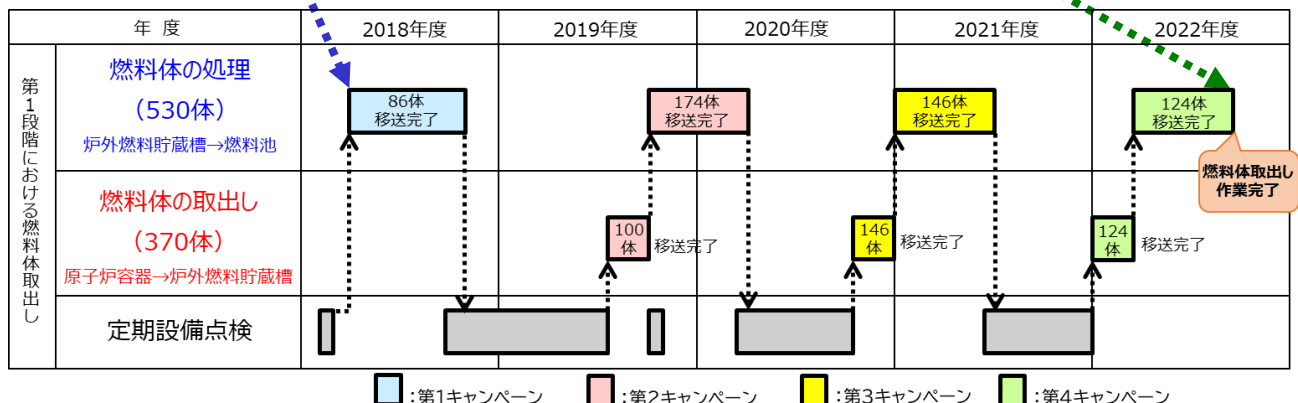 年 度
2018年度
2019年度
2020年度
2021年度
2022年度
第1段階における燃料体取出し
燃料体の処理
(530体)
炉外燃料貯蔵槽→燃料池
86体
移送完了
174体
移送完了
146体
移送完了
124体
移送完了
燃料体取出し
作業完了
燃料体の取出し
(370体)
原子炉容器→炉外燃料貯蔵槽
100
体
移送完了
146
体
移送完了
124
体
移送完了
定期設備点検
:第1キャンペーン
:第2キャンペーン
:第3キャンペーン
:第4キャンペーン